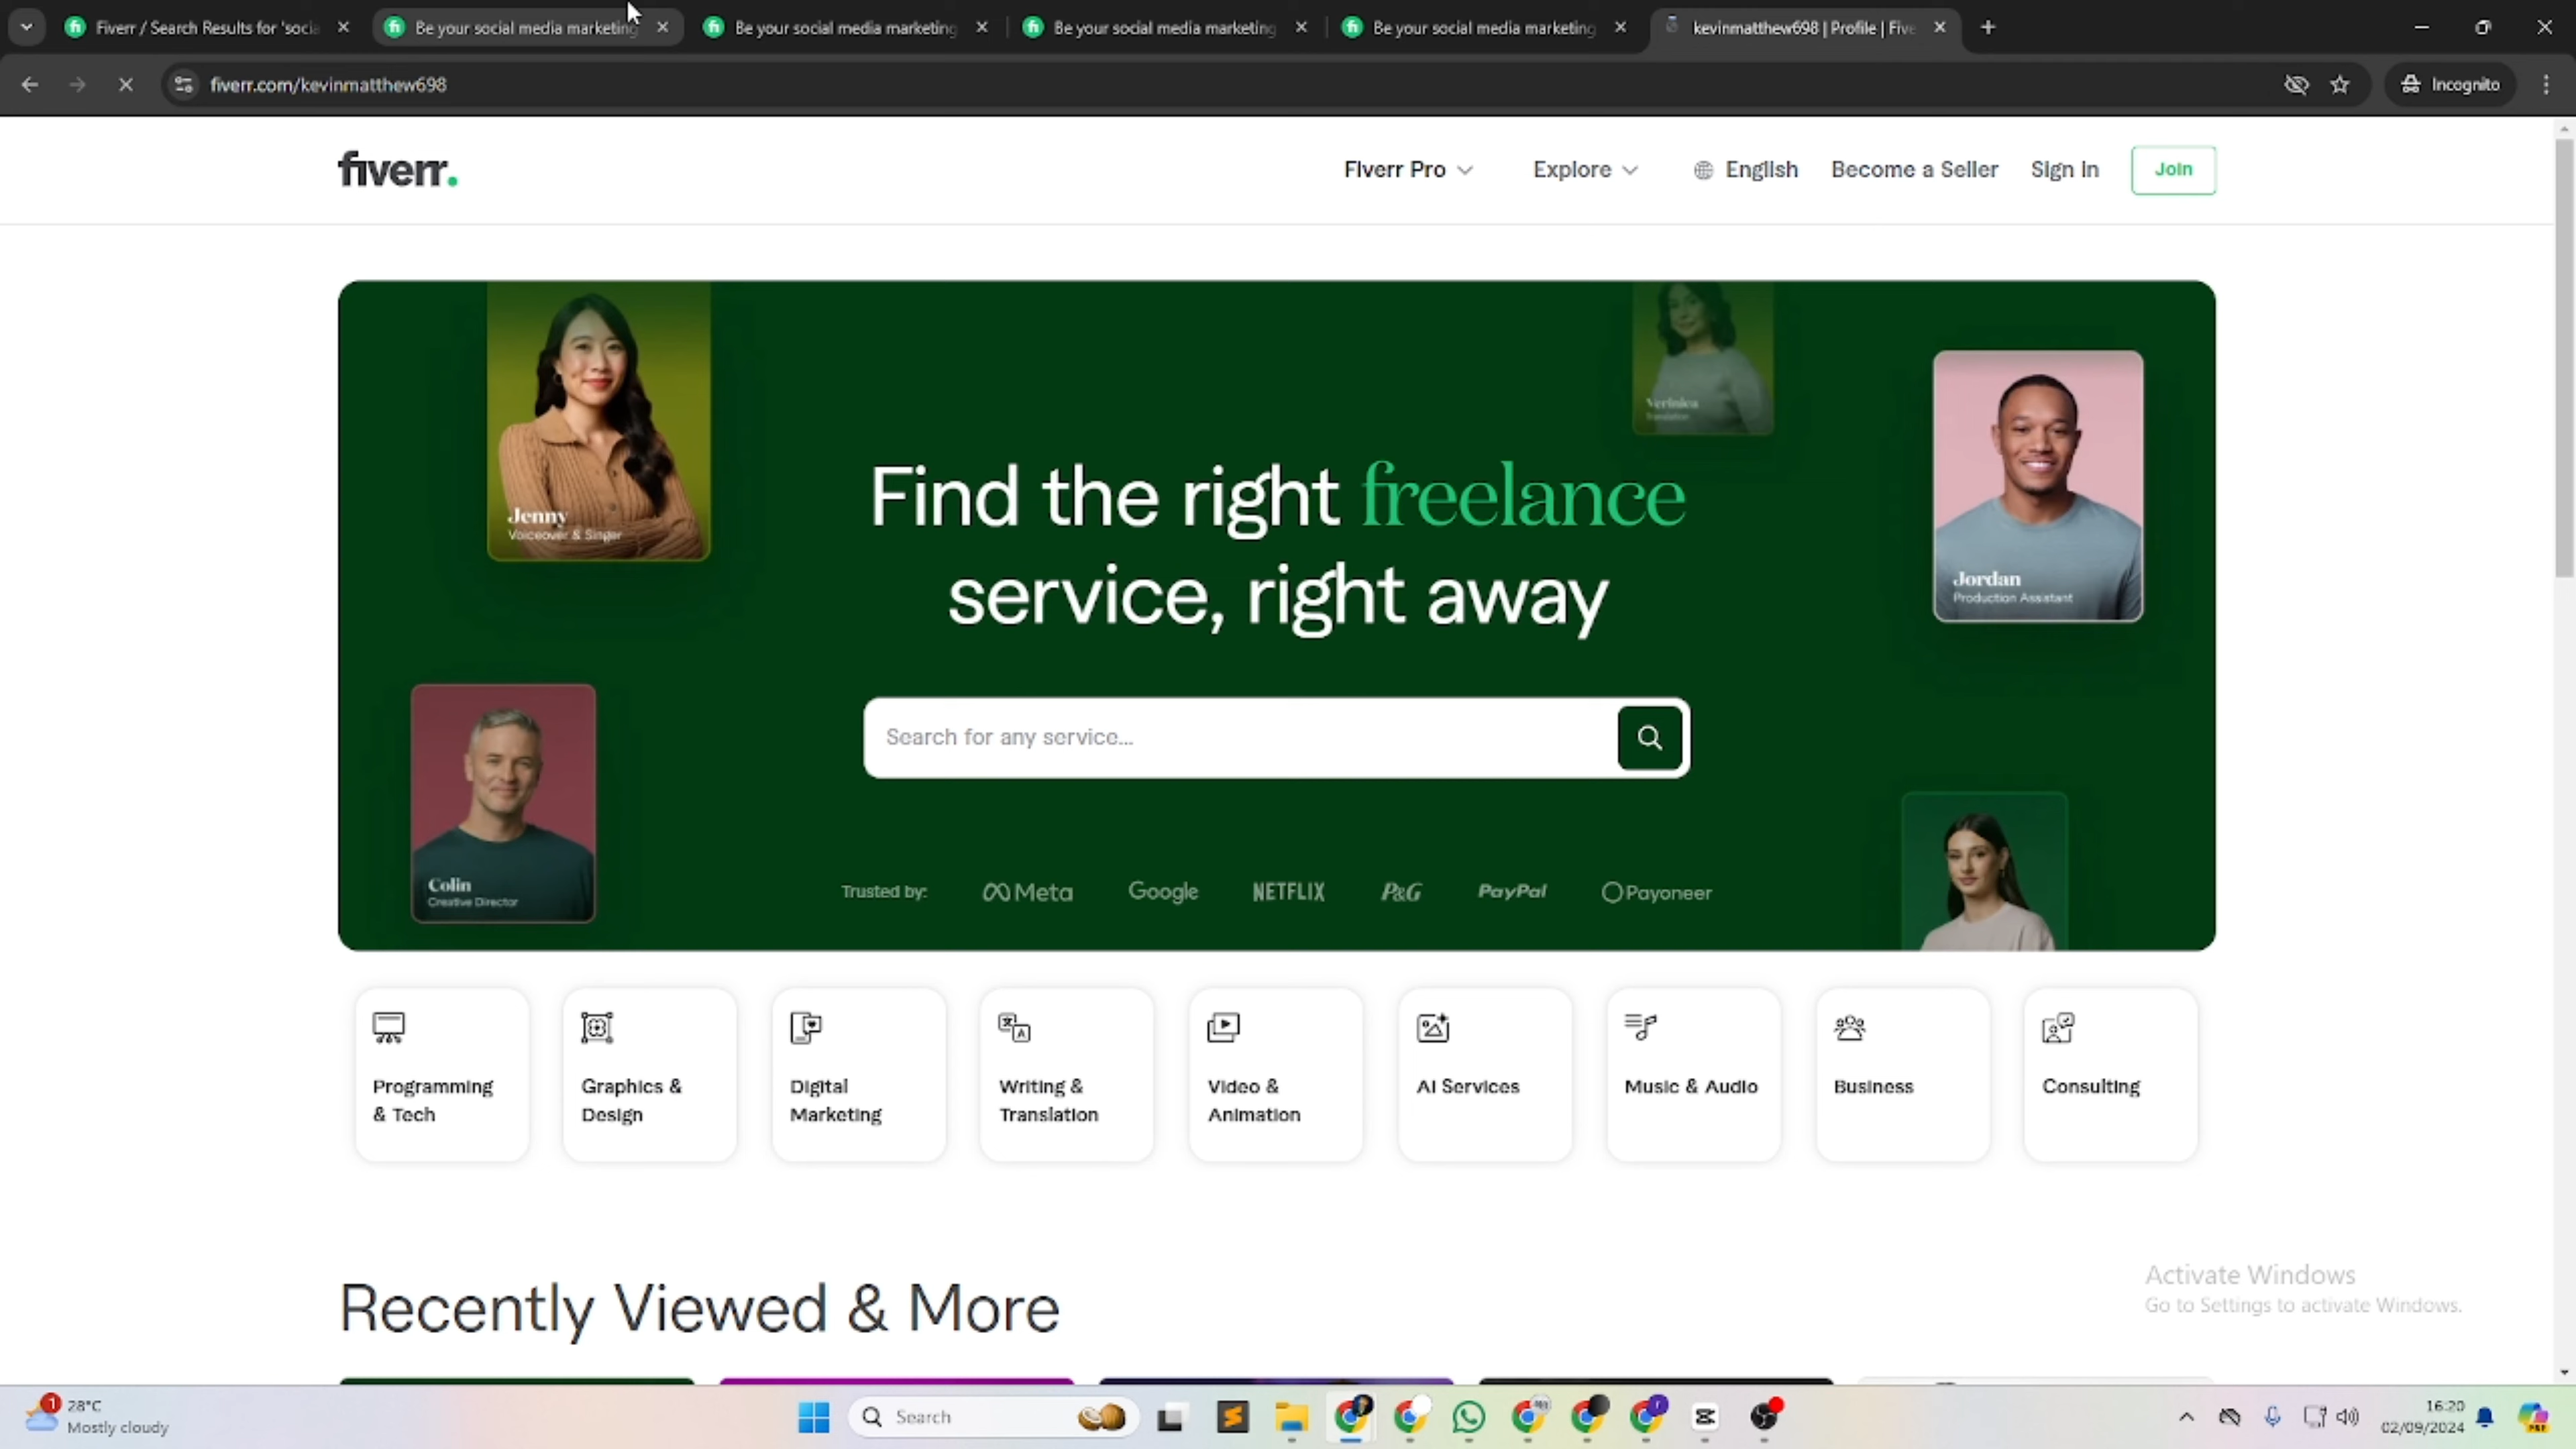 Fiverr / Search Results for 'socia
Be your social media marketing
Be your social media marketing
Be your social media marketing
Be your social media marketing
kevinmatthew698 | Profile | Five
fiverr.com/kevinmatthew698
Incognito
fiverr.
Fiverr Pro
Explore
English
Become a Seller
Sign in
Join
Jenny
Voiceover & Singer
Verinica
Translation
Jordan
Production Assistant
Find the right freelance
service, right away
Search for any service...
Colin
Creative Director
Trusted by:
Meta
Google
NETFLIX
P&G
PayPal
Payoneer
Programming
& Tech
Graphics &
Design
Digital
Marketing
Writing &
Translation
Video &
Animation
AI Services
Music & Audio
Business
Consulting
Recently Viewed & More
Activate Windows
Go to Settings to activate Windows.
1
28°C
Mostly cloudy
Search
16:20
02/09/2024